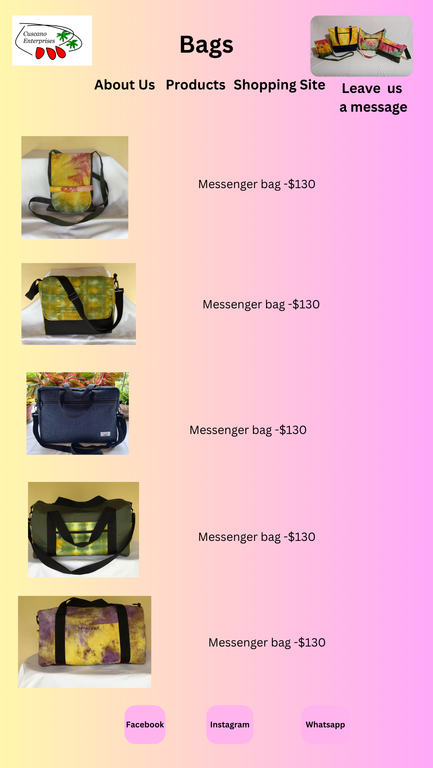 Cuscano
Enterprises
Bags
About Us Products Shopping Site
Leave us
a message
Messenger bag -$130
Messenger bag -$130
Messenger bag -$130
Messenger bag -$130
Messenger bag -$130
Facebook Instagram Whatsapp